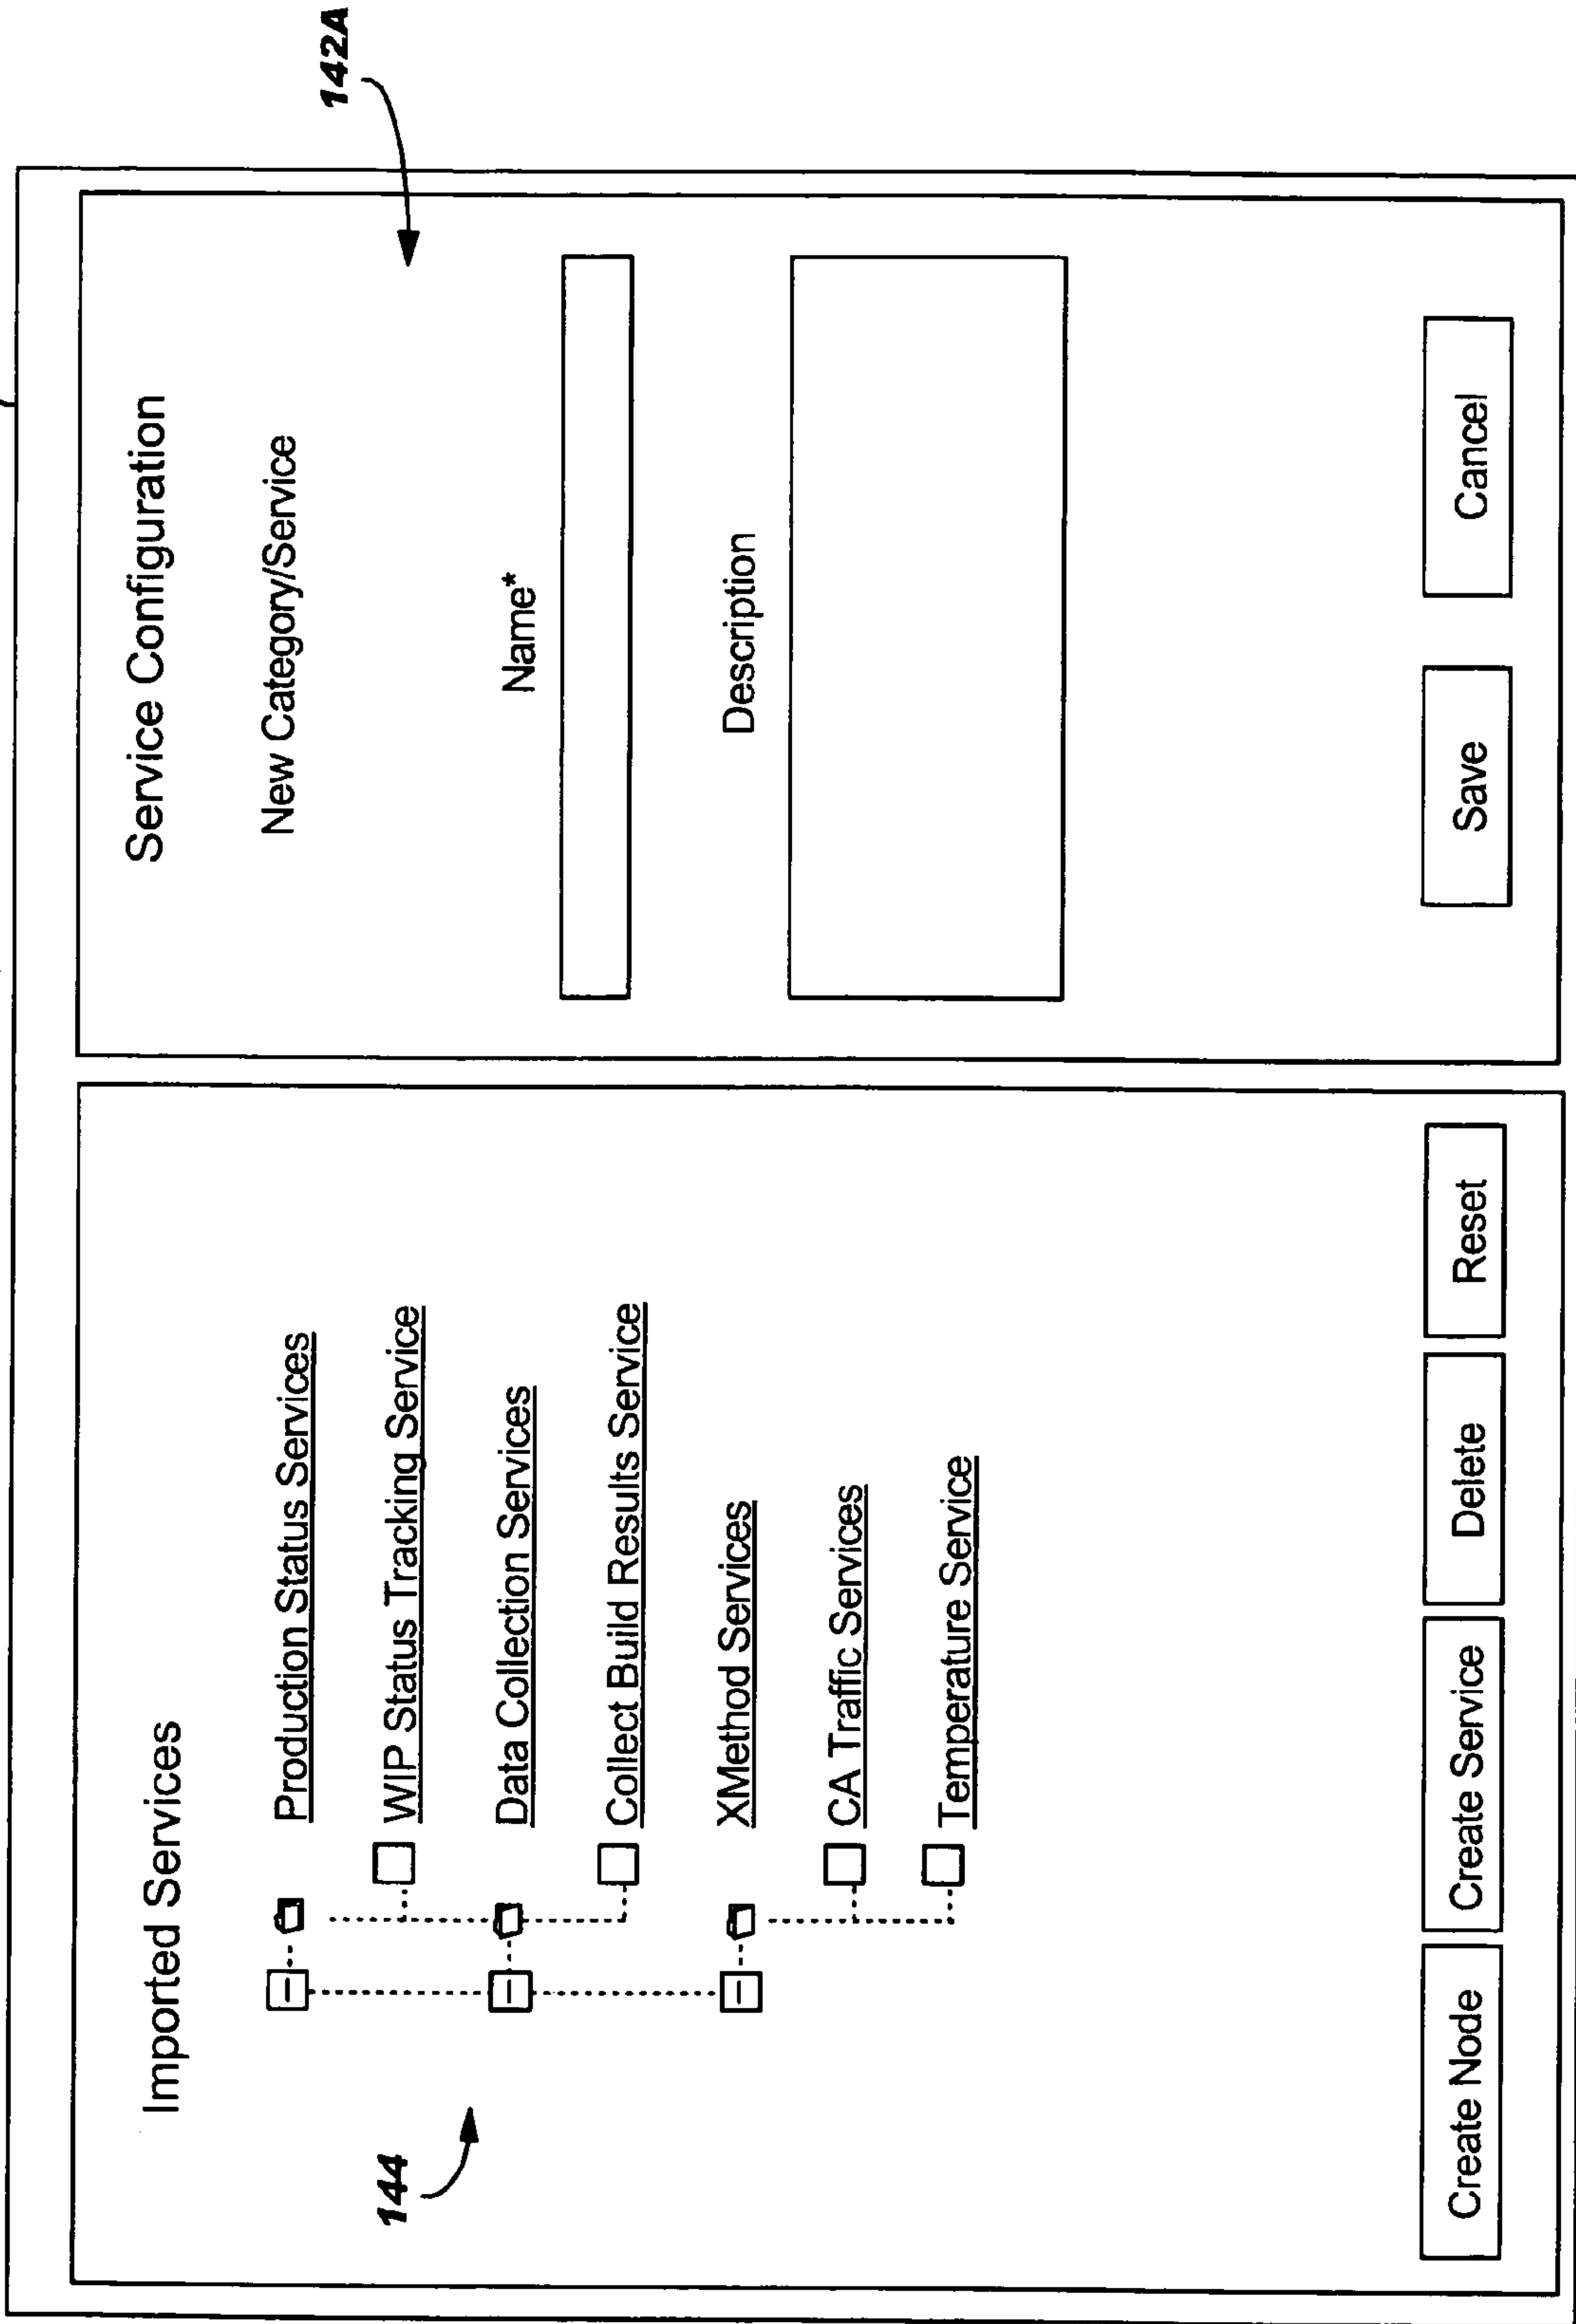 Imported Services
144
Production Status Services
WIP Status Tracking Service
Data Collection Services
Collect Build Results Service
XMethod Services
CA Traffic Services
Temperature Service
Create Node
Create Service
Delete
Reset
142A
Service Configuration
New Category/Service
Name*
Description
Save
Cancel